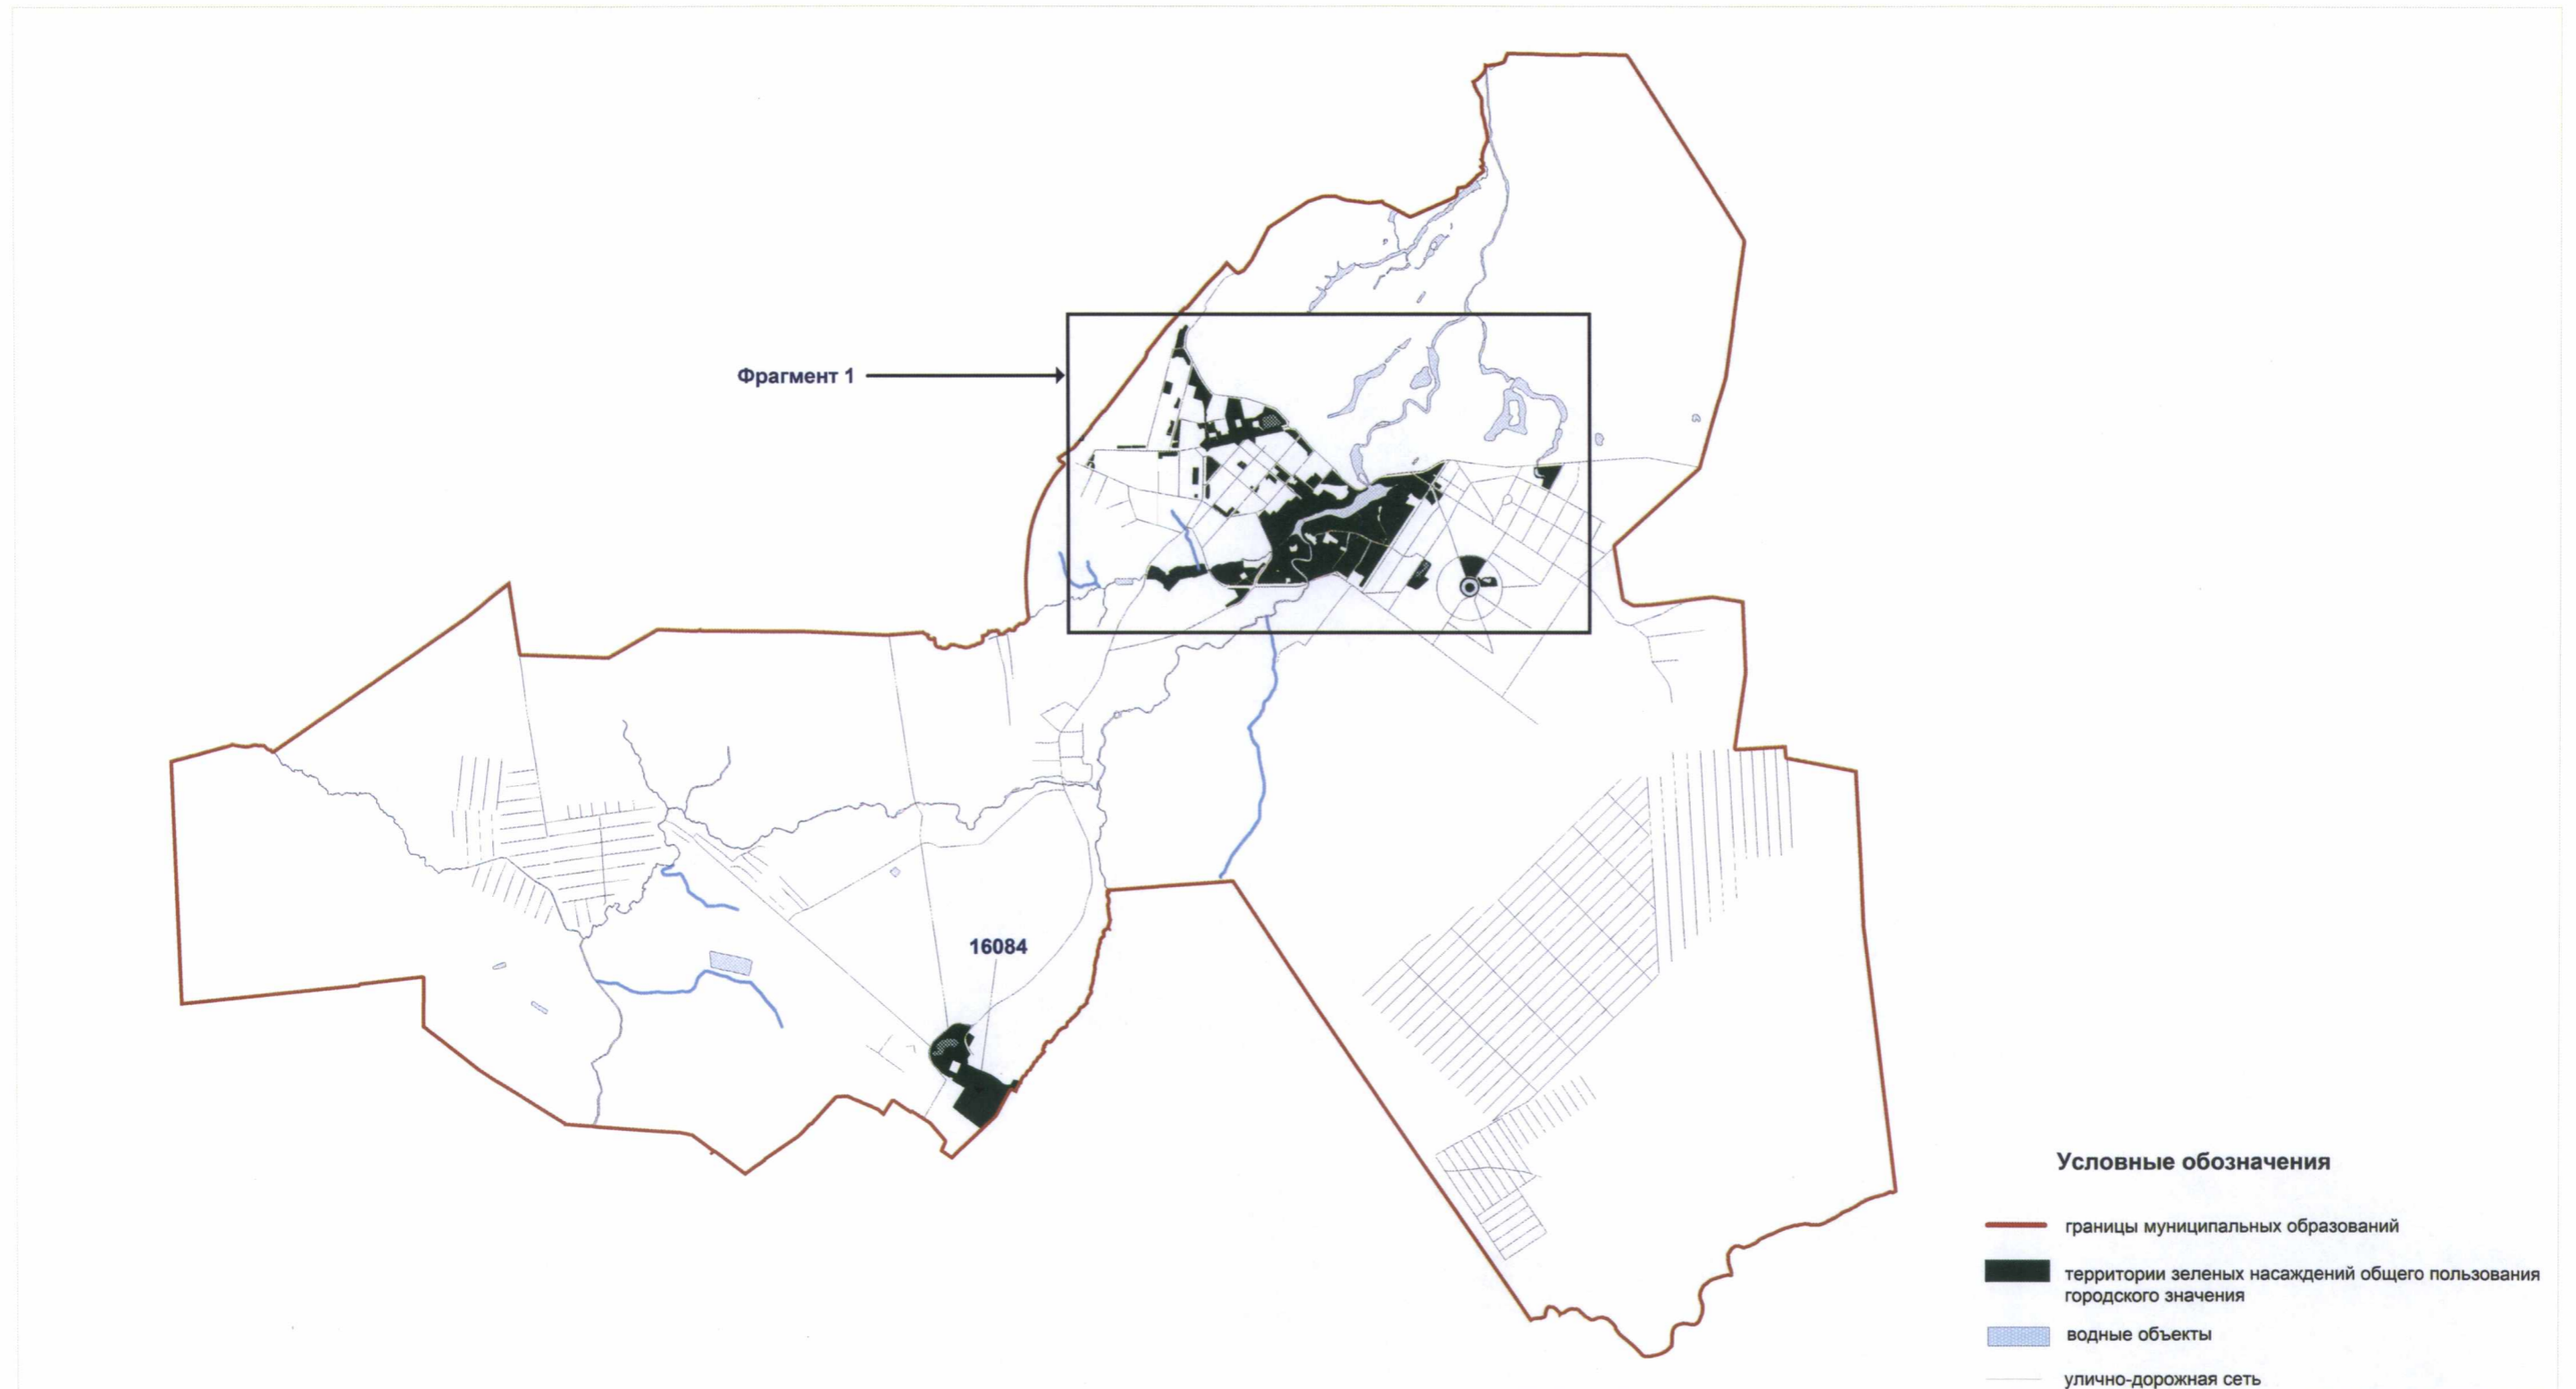 Фрагмент 1
16084
Условные обозначения
границы муниципальных образований
территории зеленых насаждений общего пользования
городского значения
водные объекты
улично-дорожная сеть